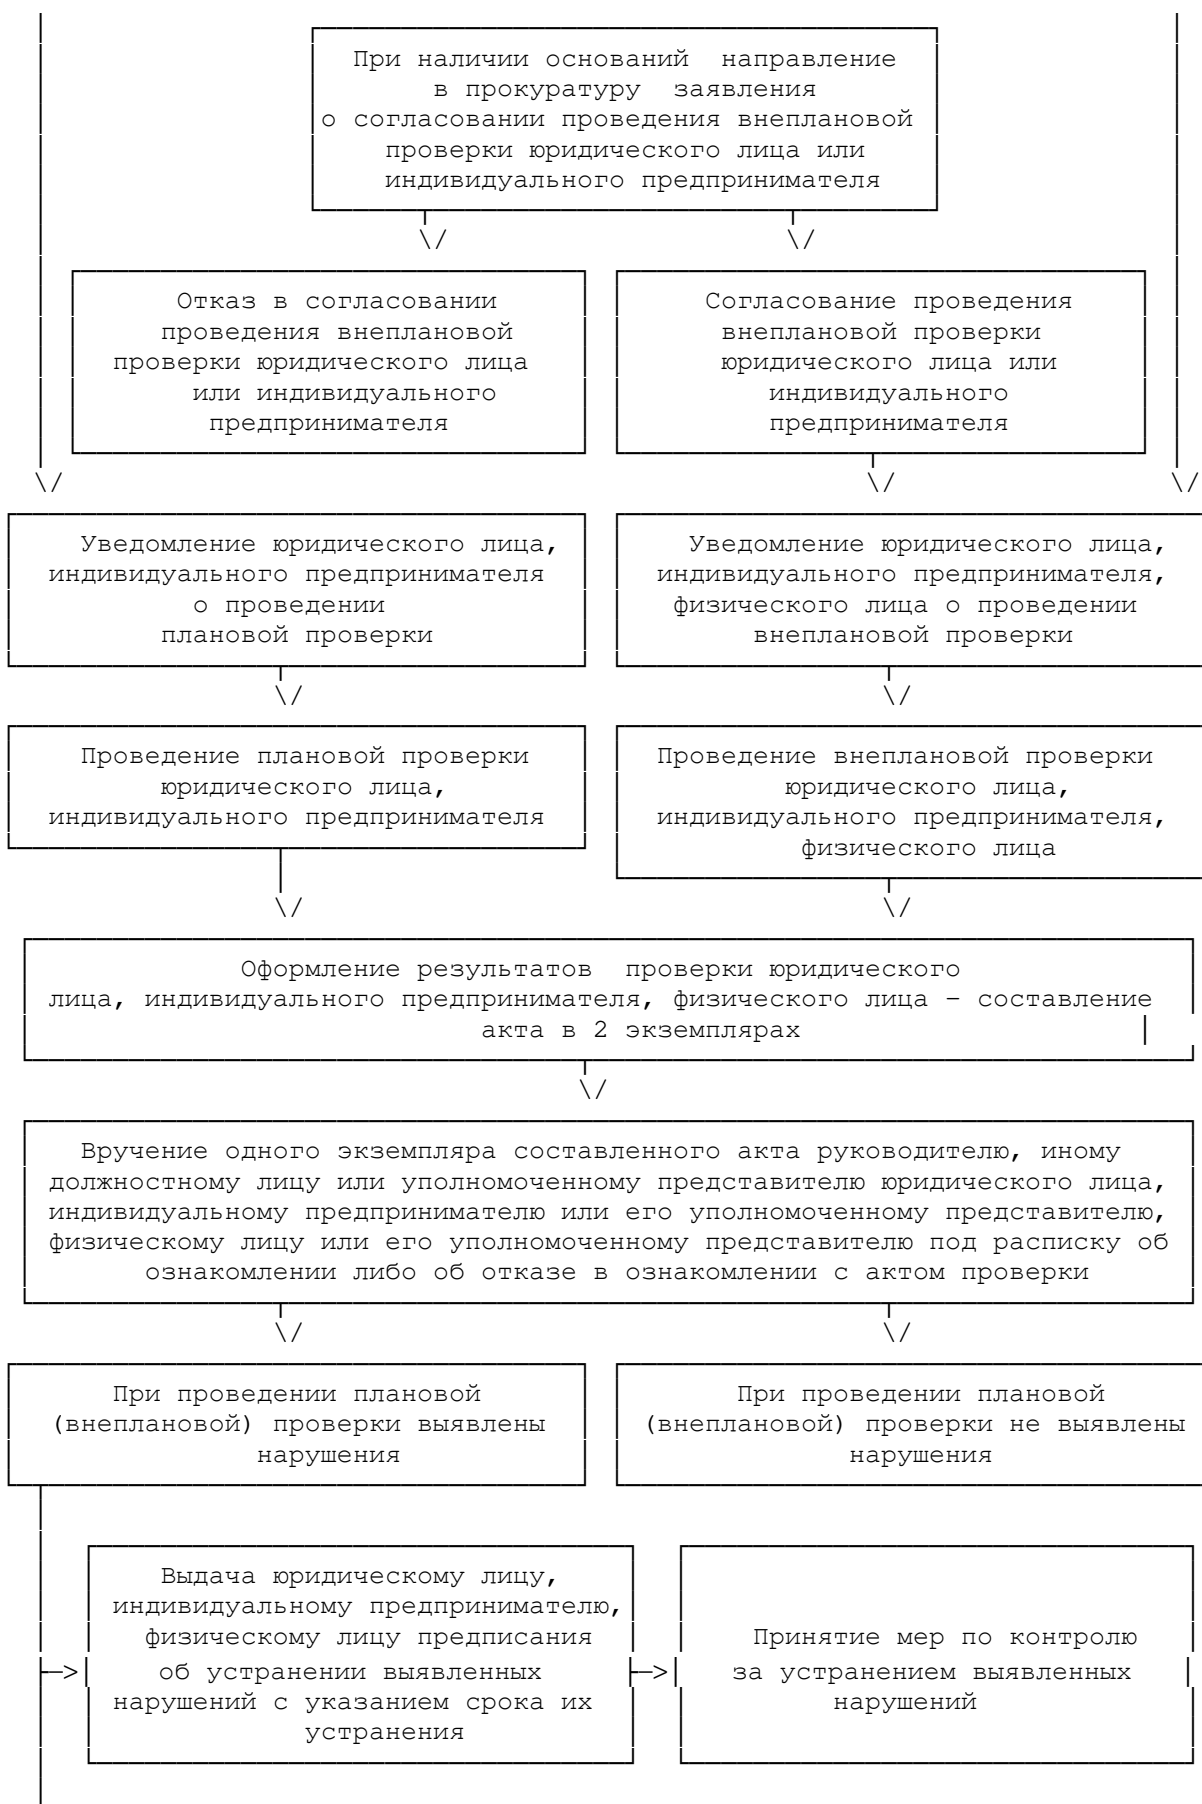 При наличии оснований направление
в прокуратуру заявления
о согласовании проведения внеплановой
проверки юридического лица или
индивидуального предпринимателя
Отказ в согласовании
проведения внеплановой
проверки юридического лица
или индивидуального
предпринимателя
Согласование проведения
внеплановой проверки
юридического лица или
индивидуального
предпринимателя
Уведомление юридического лица,
индивидуального предпринимателя
о проведении
плановой проверки
Уведомление юридического лица,
индивидуального предпринимателя,
физического лица о проведении
внеплановой проверки
Проведение плановой проверки
юридического лица,
индивидуального предпринимателя
Проведение внеплановой проверки
юридического лица,
индивидуального предпринимателя,
физического лица
Оформление результатов проверки юридического
лица, индивидуального предпринимателя, физического лица – составление
акта в 2 экземплярах
Вручение одного экземпляра составленного акта руководителю, иному
должностному лицу или уполномоченному представителю юридического лица,
индивидуальному предпринимателю или его уполномоченному представителю,
физическому лицу или его уполномоченному представителю под расписку об
ознакомлении либо об отказе в ознакомлении с актом проверки
При проведении плановой
(внеплановой) проверки выявлены
нарушения
При проведении плановой
(внеплановой) проверки не выявлены
нарушения
Выдача юридическому лицу,
индивидуальному предпринимателю,
физическому лицу предписания
об устранении выявленных
нарушений с указанием срока их
устранения
Принятие мер по контролю
за устранением выявленных
нарушений